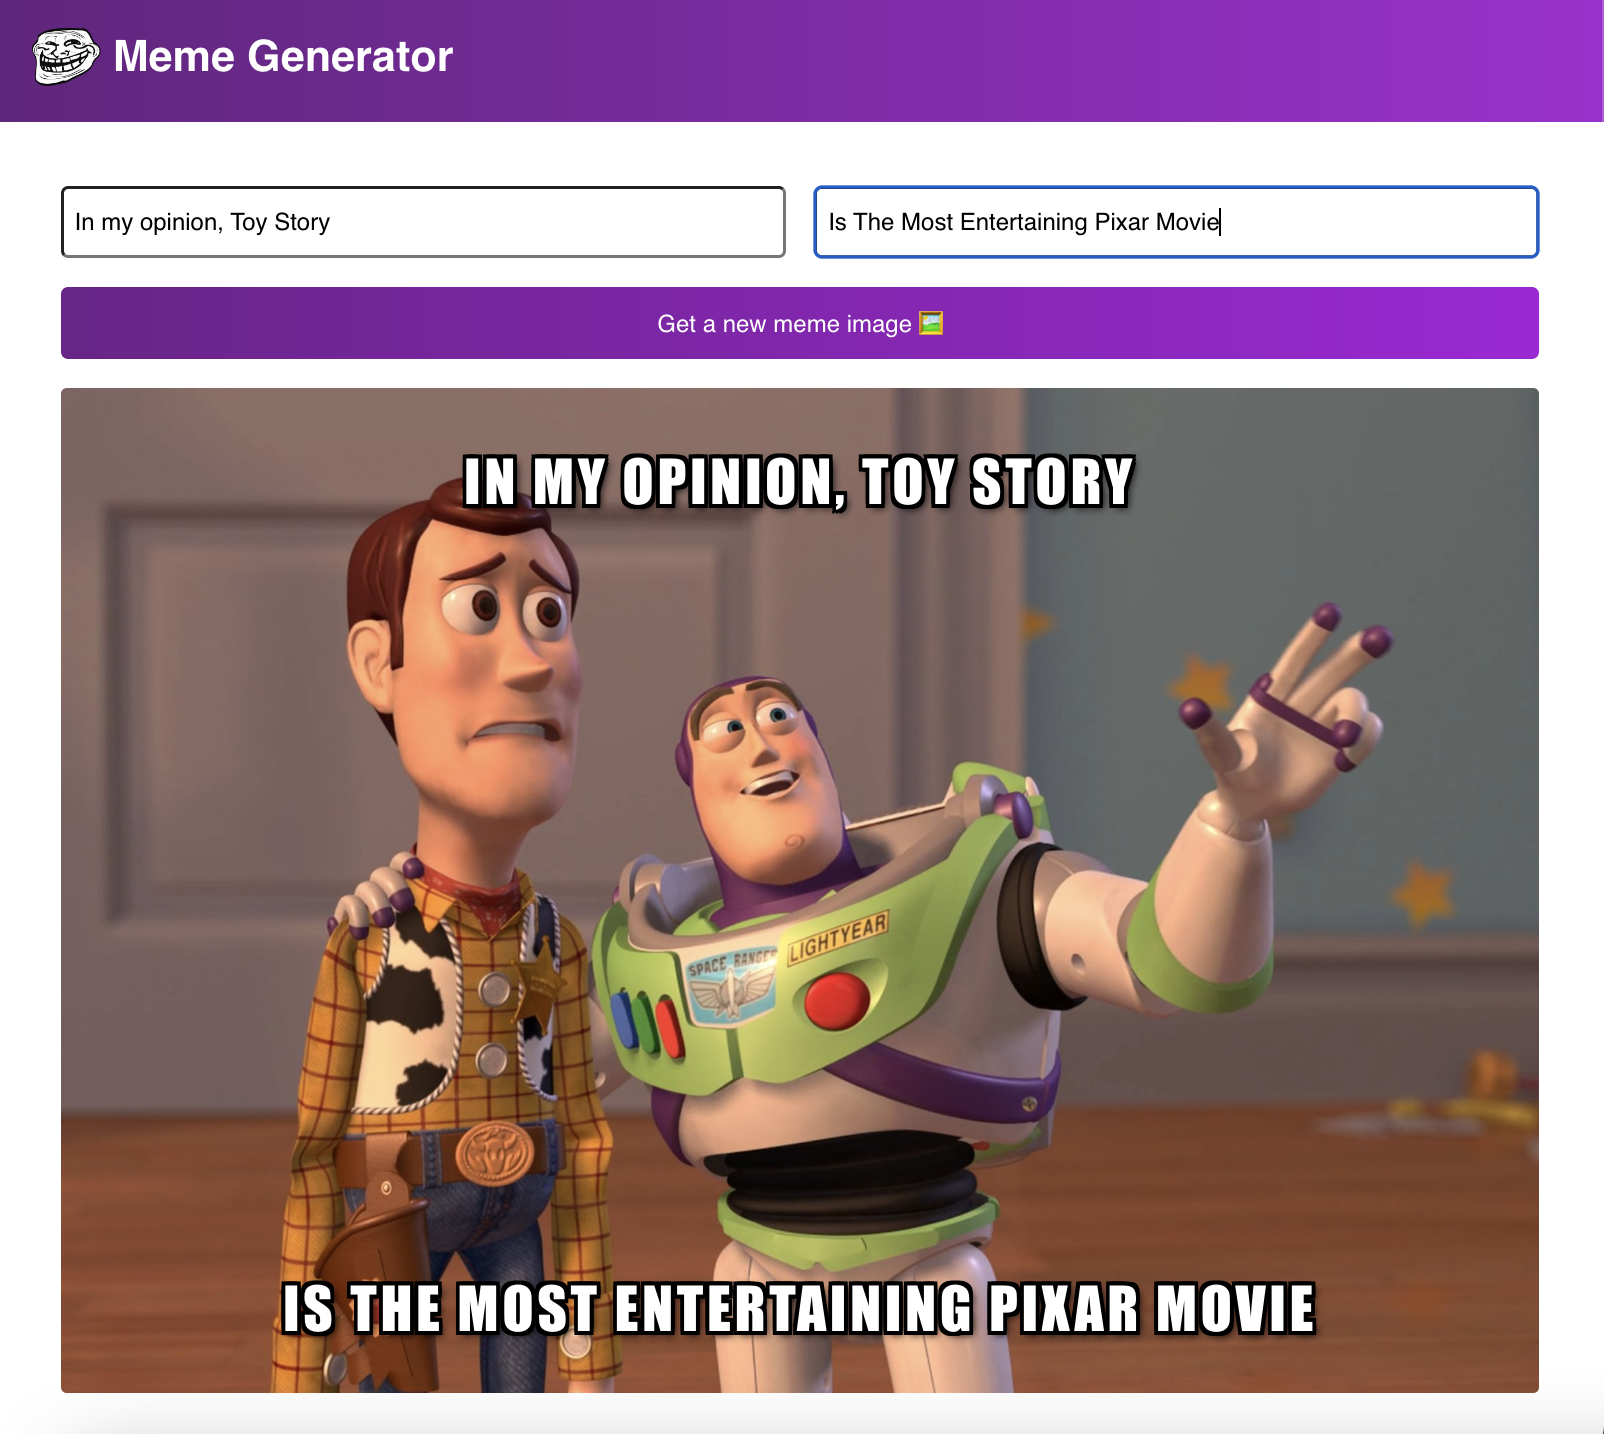 Meme Generator
In my opinion, Toy Story
Is The Most Entertaining Pixar Movie
Get a new meme image
IN MY OPINION, TOY STORY
SPACE RANGER
LIGHTYEAR
IS THE MOST ENTERTAINING PIXAR MOVIE